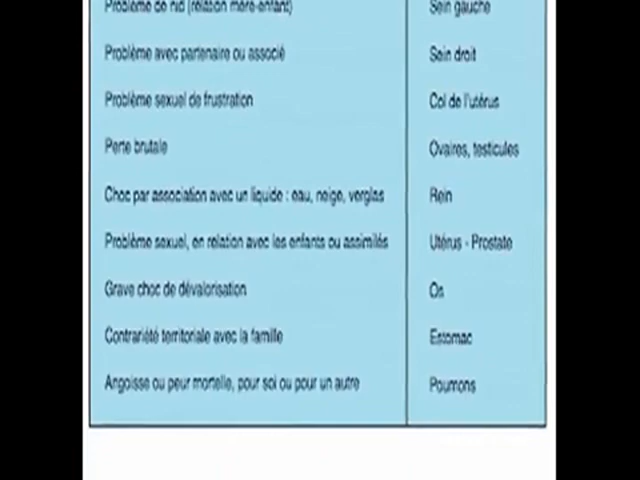 Problème de nid (relation mère-enfant) Sein gauche
Problème avec partenaire ou associé Sein droit
Problème sexuel de frustration Col de l'utérus
Perte brutale Ovaires, testicules
Choc par association avec un liquide : eau, neige, verglas Rein
Problème sexuel, en relation avec les enfants ou assimilés Utérus - Prostate
Grave choc de dévalorisation Os
Contrariété territoriale avec la famille Estomac
Angoisse ou peur mortelle, pour soi ou pour un autre Poumons